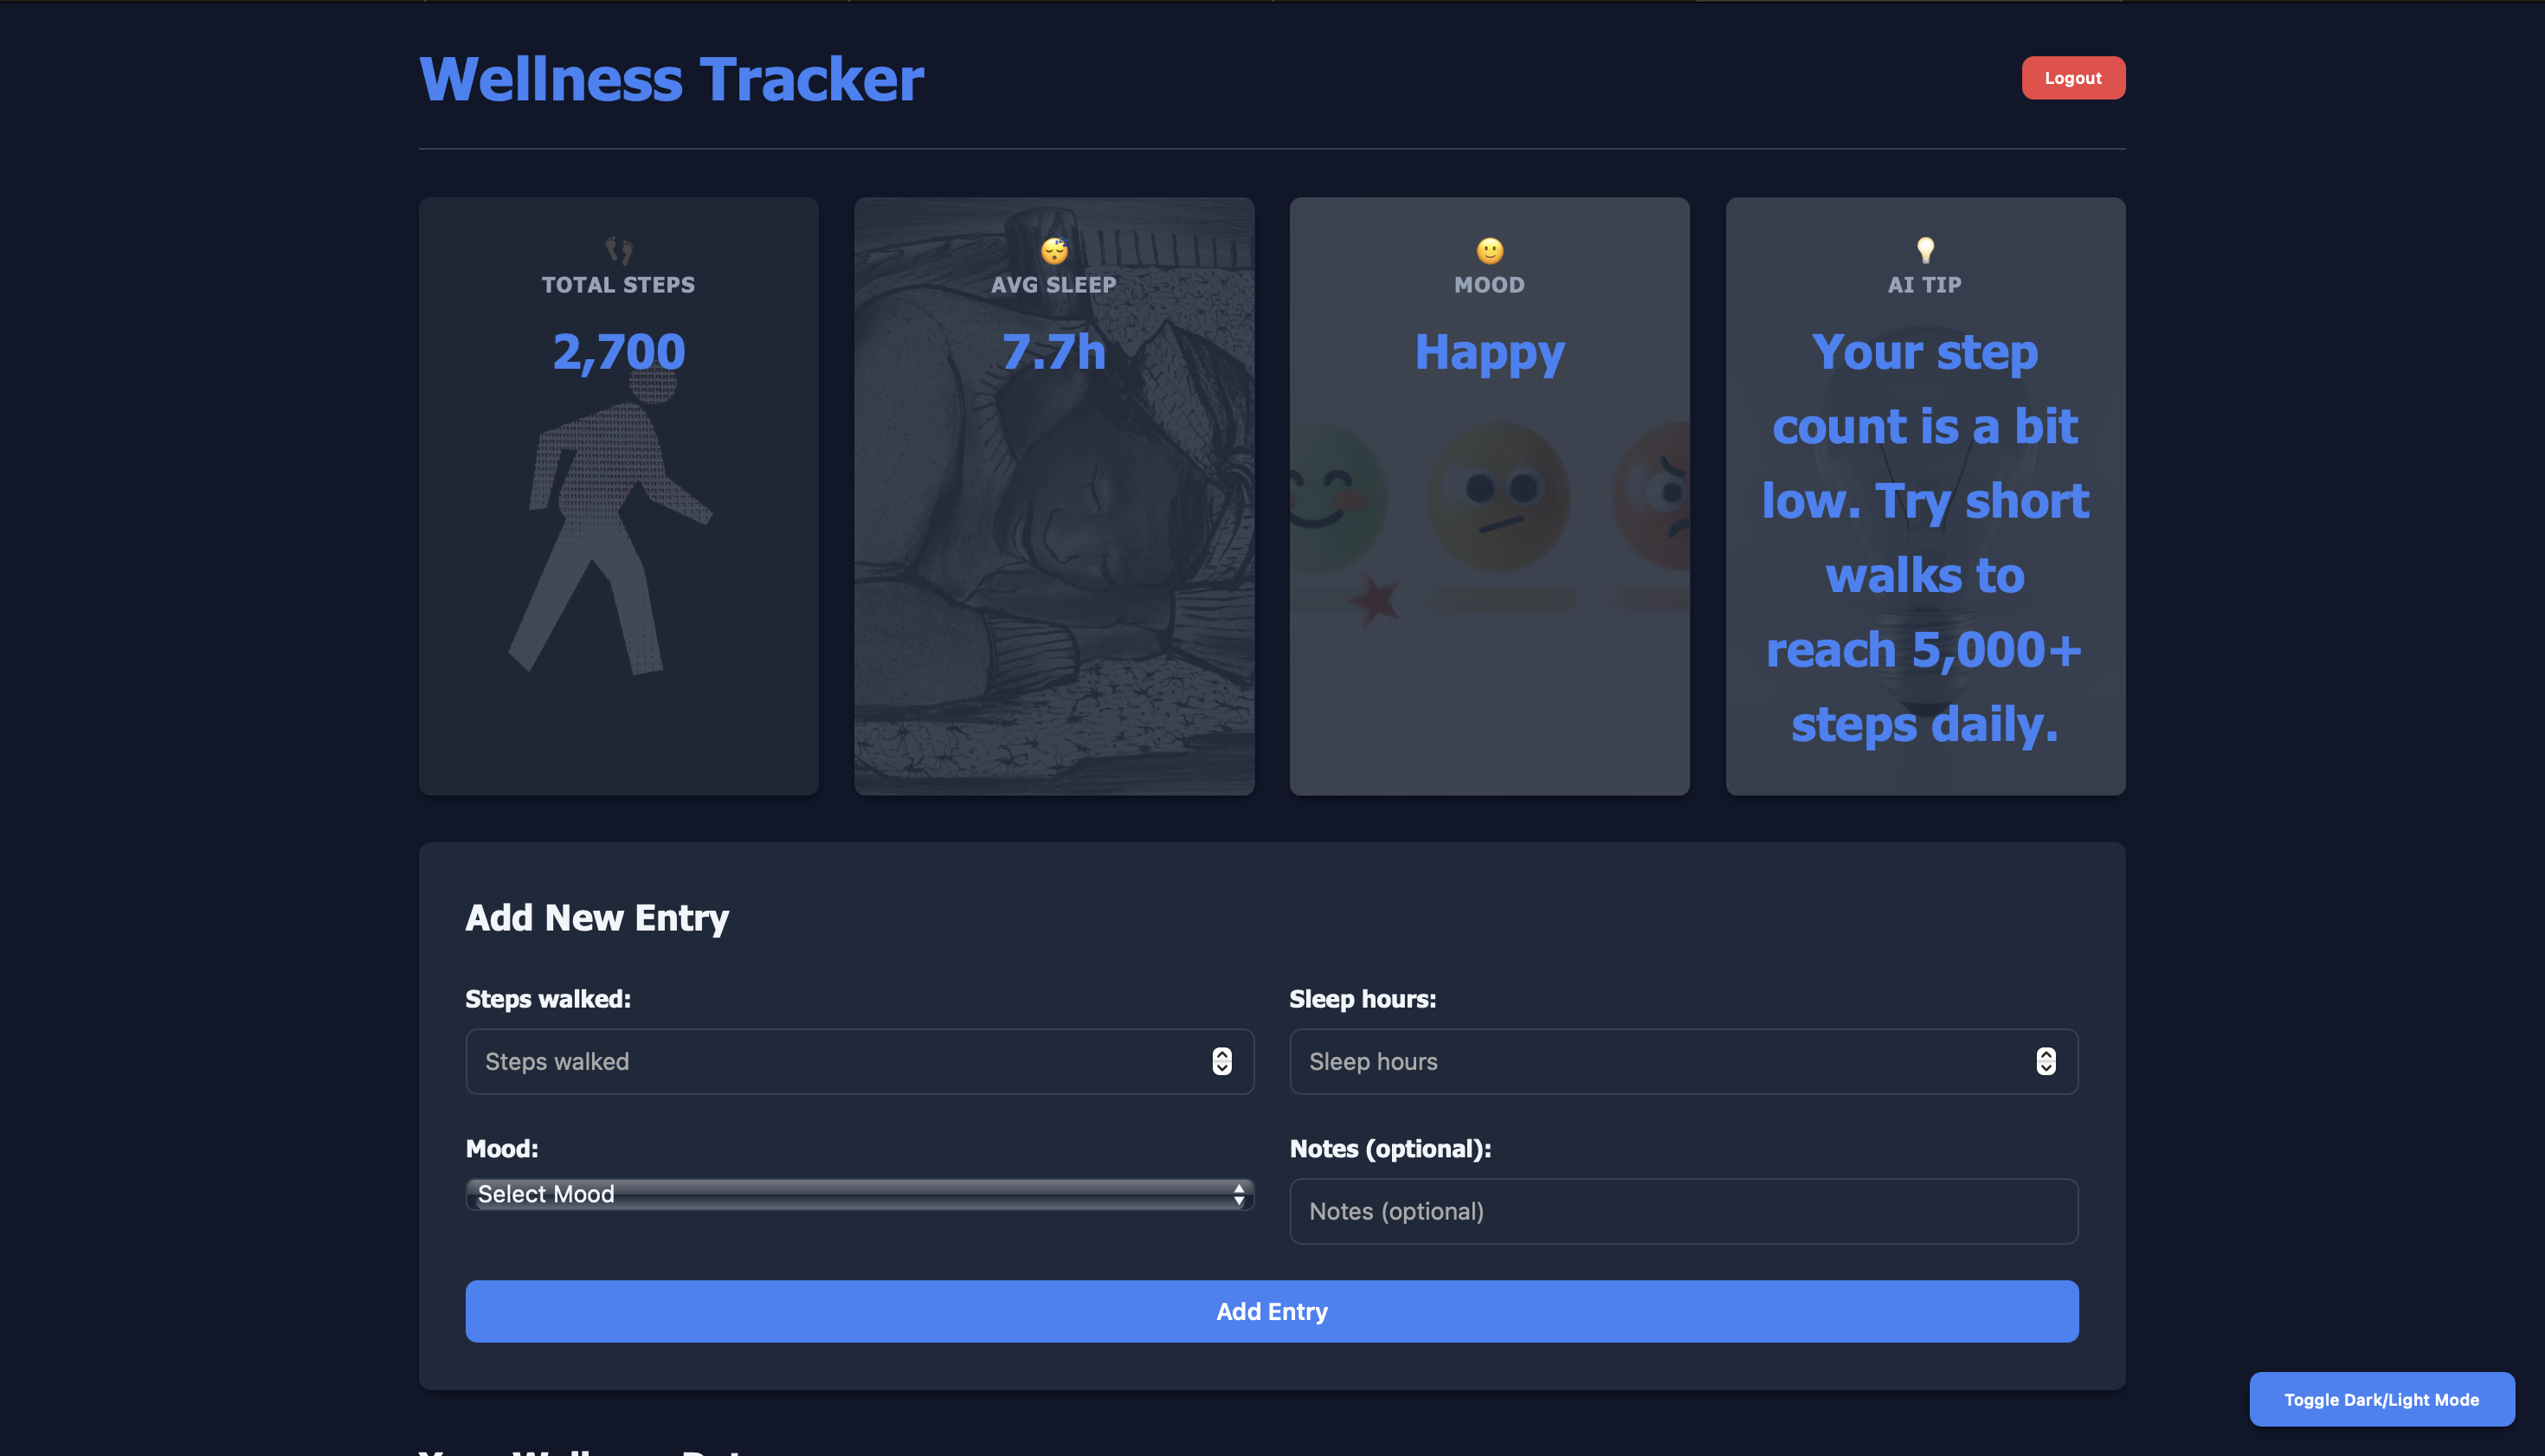 Wellness Tracker
Logout
TOTAL STEPS
2,700
AVG SLEEP
7.7h
MOOD
Happy
AI TIP
Your step
count is a bit
low. Try short
walks to
reach 5,000+
steps daily.
Add New Entry
Steps walked:
Steps walked
Sleep hours:
Sleep hours
Mood:
Select Mood
Notes (optional):
Notes (optional)
Add Entry
Toggle Dark/Light Mode